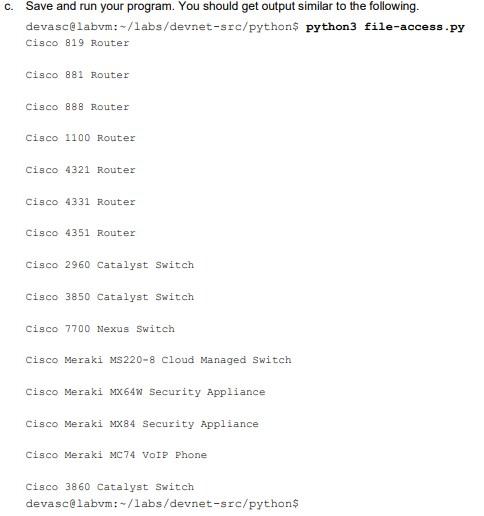 c. Save and run your program. You should get output similar to the following.
devasc@labvm:~/labs/devnet-src/python$ python3 file-access.py
Cisco 819 Router
Cisco 881 Router
Cisco 888 Router
Cisco 1100 Router
Cisco 4321 Router
Cisco 4331 Router
Cisco 4351 Router
Cisco 2960 Catalyst Switch
Cisco 3850 Catalyst Switch
Cisco 7700 Nexus Switch
Cisco Meraki MS220-8 Cloud Managed Switch
Cisco Meraki MX64W Security Appliance
Cisco Meraki MX84 Security Appliance
Cisco Meraki MC74 VoIP Phone
Cisco 3860 Catalyst Switch
devasc@labvm:~/labs/devnet-src/python$